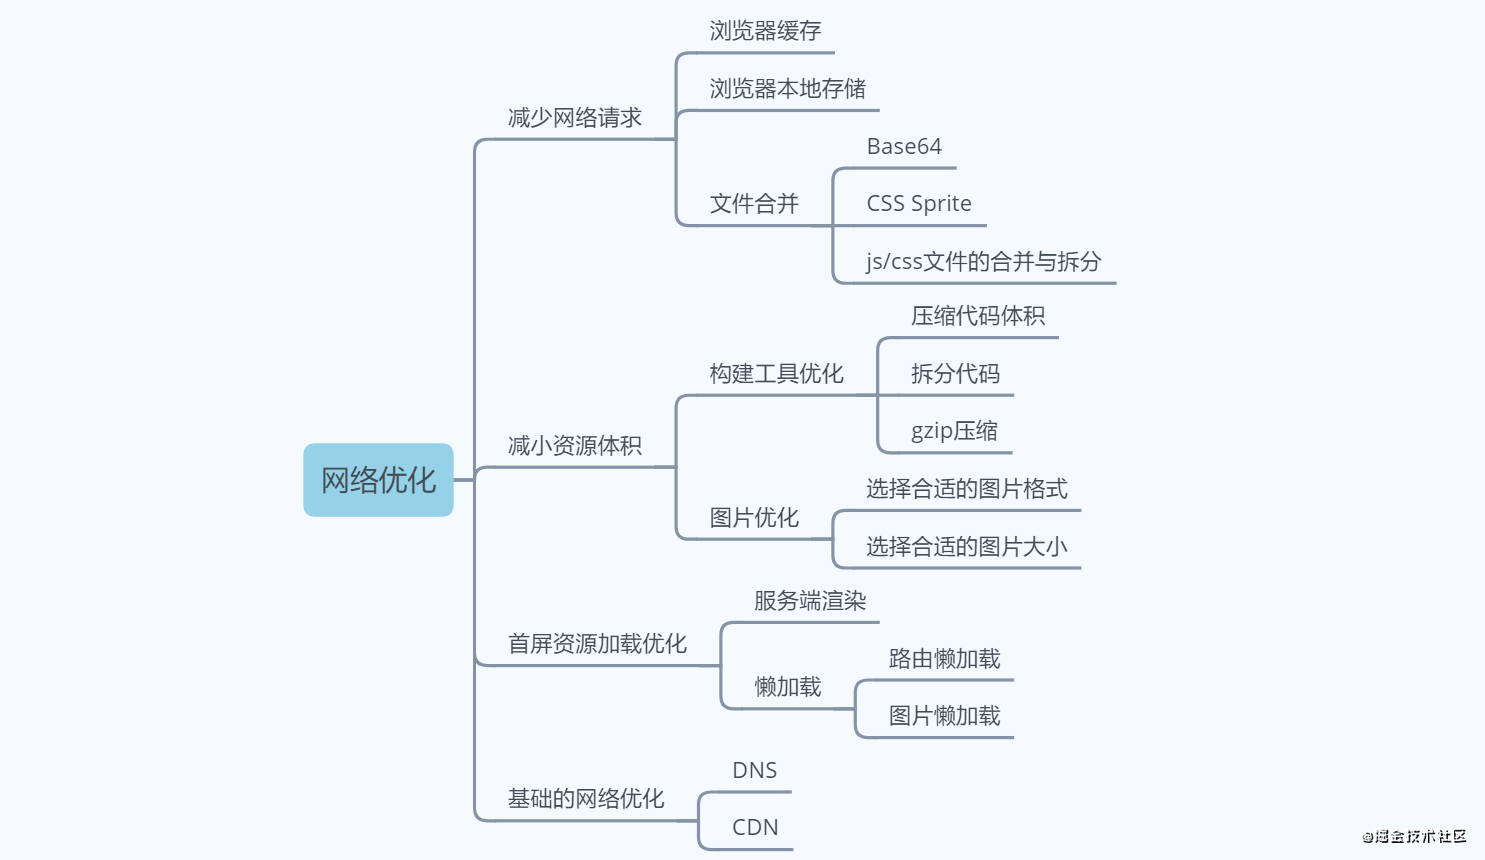 浏览器缓存
浏览器本地存储
减少网络请求
Base64
文件合并
CSS Sprite
js/css文件的合并与拆分
压缩代码体积
构建工具优化
拆分代码
gzip压缩
减小资源体积
网络优化
选择合适的图片格式
图片优化
选择合适的图片大小
服务端渲染
首屏资源加载优化
路由懒加载
懒加载
图片懒加载
DNS
基础的网络优化
CDN
@掘金技术社区